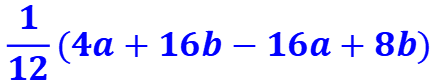 1/12 (4a + 16b − 16a + 8b)